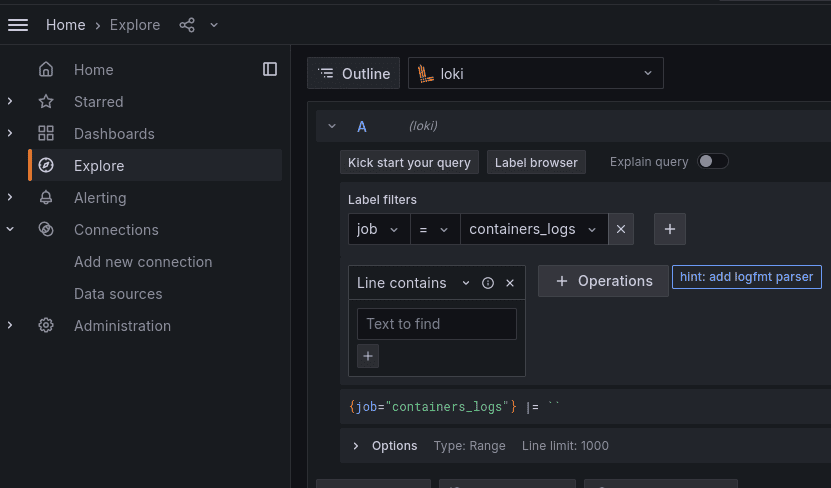 Home › Explore
Home
Starred
Dashboards
Explore
Alerting
Connections
Add new connection
Data sources
Administration
Outline
loki
A (loki)
Kick start your query Label browser Explain query
Label filters
job = containers_logs
Line contains
Operations hint: add logfmt parser
Text to find
{job="containers_logs"} |= ``
Options Type: Range Line limit: 1000